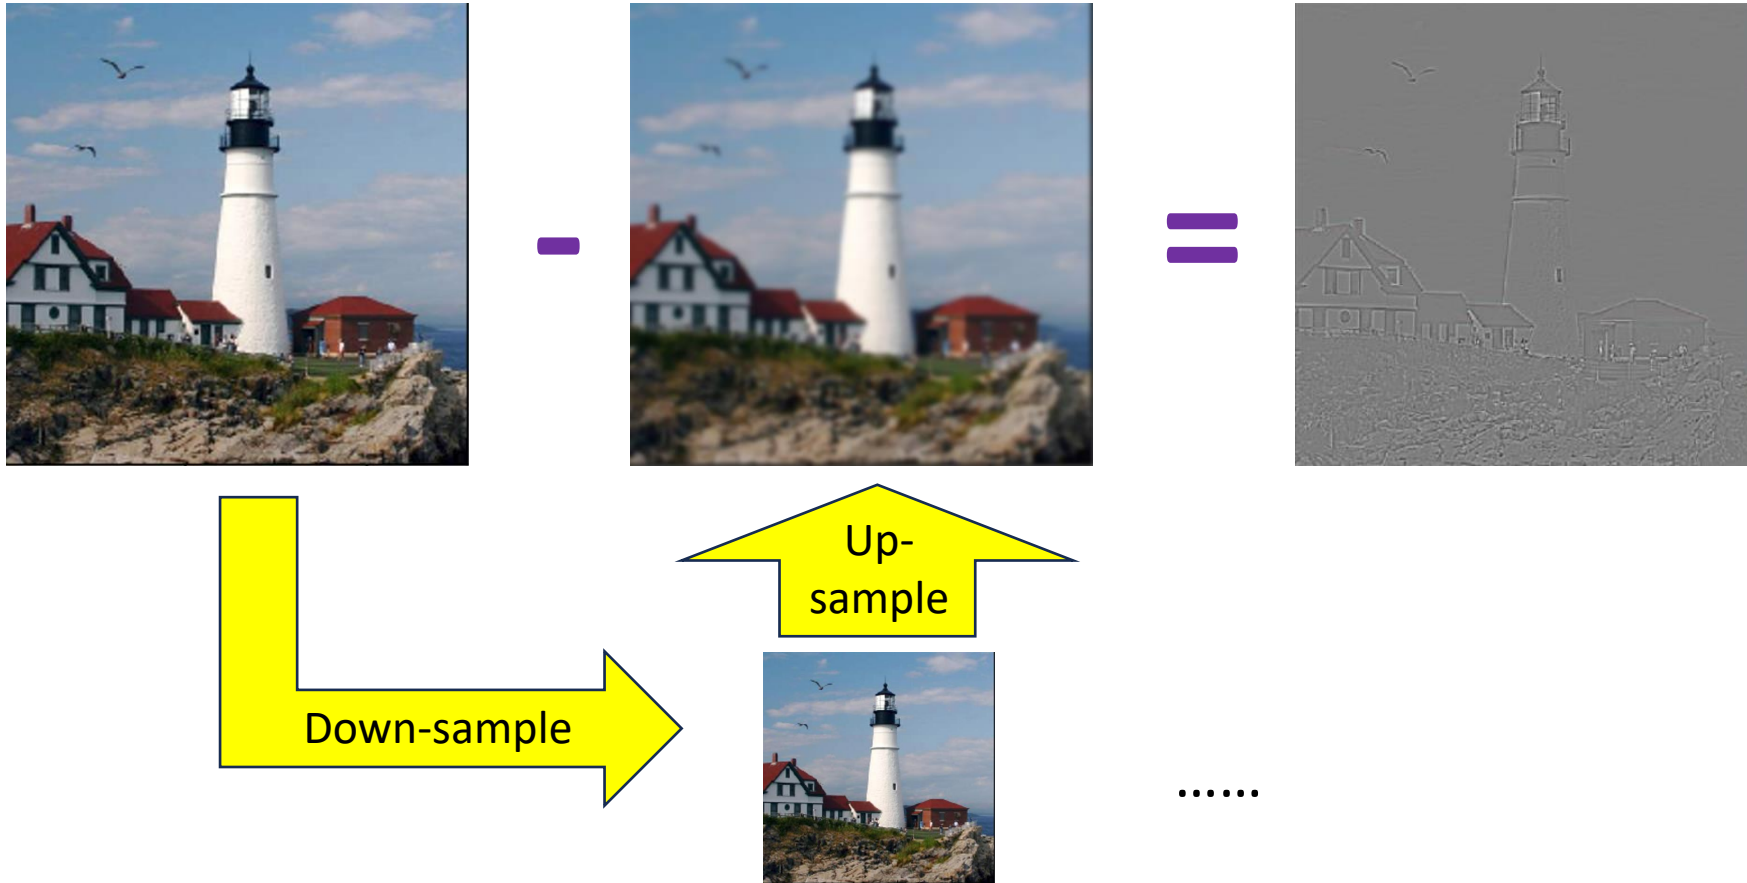 -
=
Up-
sample
Down-sample
......